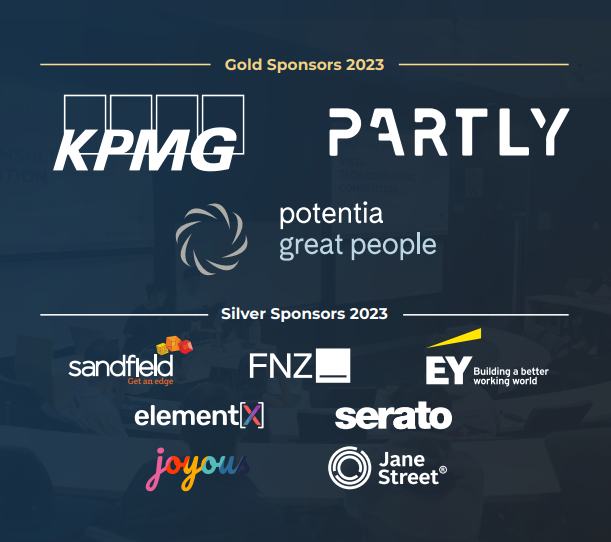 Gold Sponsors 2023
KPMG
PARTLY
potentia
great people
Silver Sponsors 2023
sandfield
Get an edge
FNZ
EY Building a better
working world
element[X]
serato
joyous
Jane
Street®